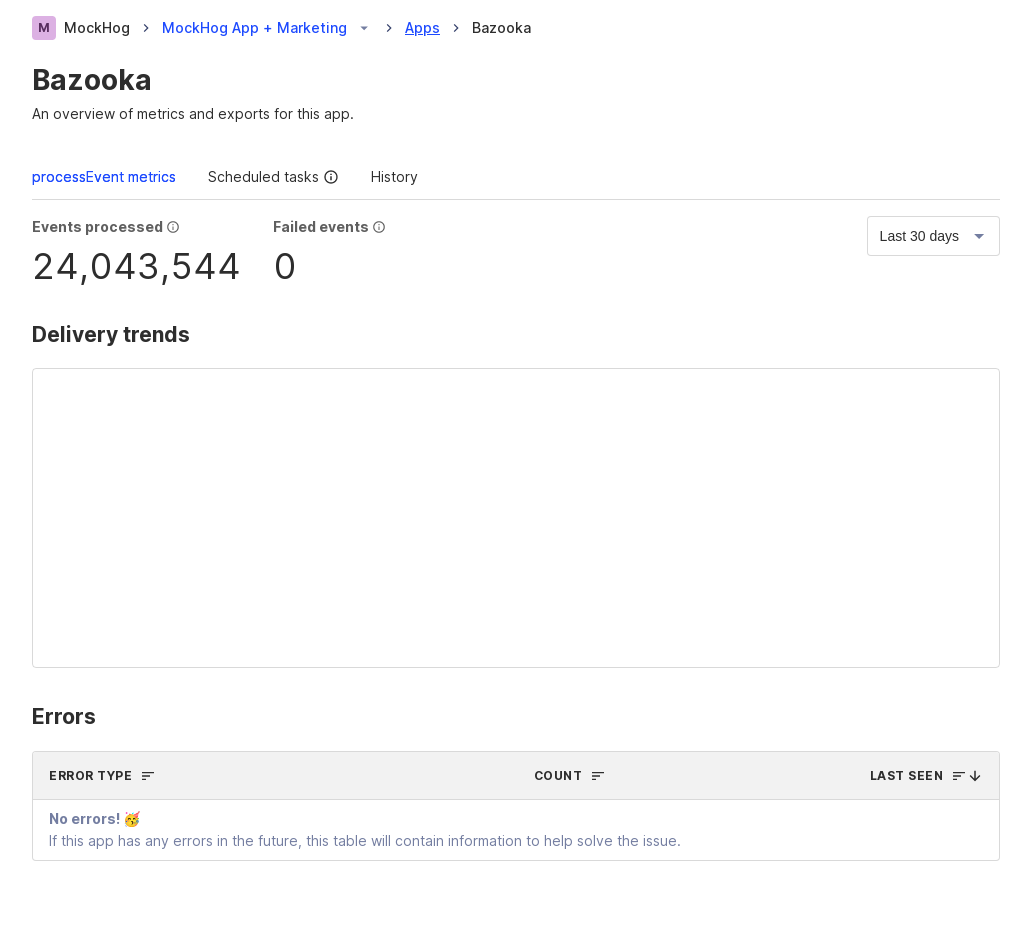 M MockHog > MockHog App + Marketing > Apps > Bazooka
Bazooka
An overview of metrics and exports for this app.
processEvent metrics Scheduled tasks History
Events processed Failed events
24,043,544 0
Last 30 days
Delivery trends
Errors
ERROR TYPE COUNT LAST SEEN
No errors! 🥳
If this app has any errors in the future, this table will contain information to help solve the issue.